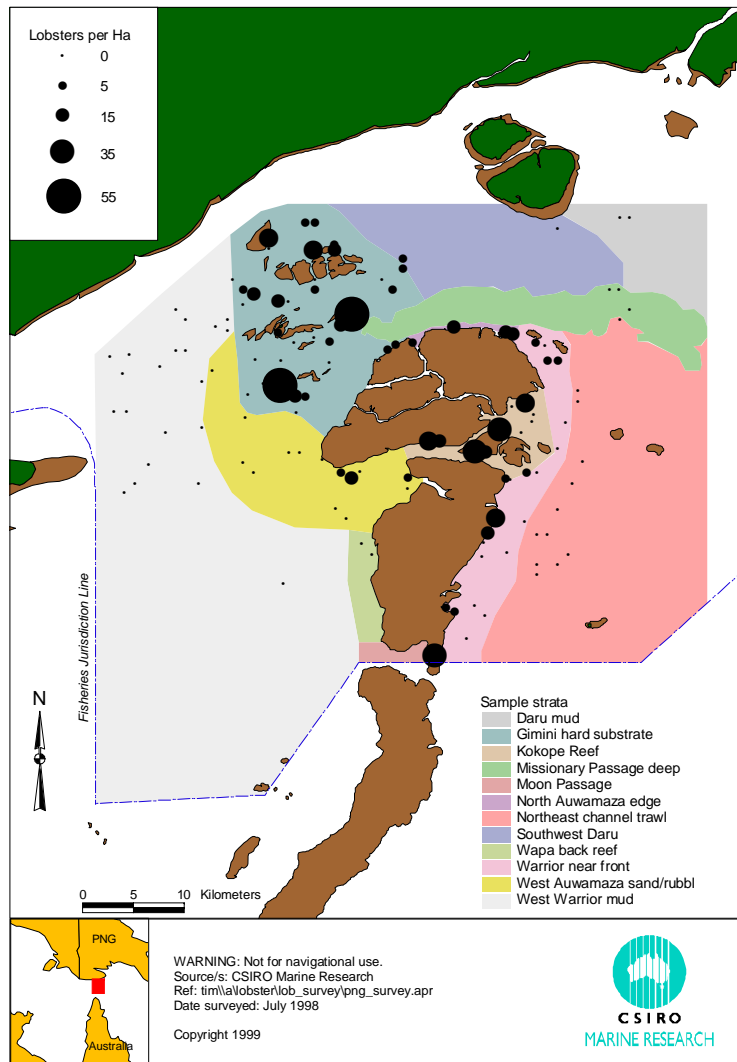 Lobsters per Ha
0
5
15
35
55
Fisheries Jurisdiction Line
N
Sample strata
Daru mud
Gimini hard substrate
Kokope Reef
Missionary Passage deep
Moon Passage
North Auwamaza edge
Northeast channel trawl
Southwest Daru
Wapa back reef
Warrior near front
West Auwamaza sand/rubbl
West Warrior mud
0 10 Kilometers
PNG
Australia
WARNING: Not for navigational use.
Source/s: CSIRO Marine Research
Ref: tim\\a\lobster\lob_survey\png_survey.apr
Date surveyed: July 1998
Copyright 1999
CSIRO
MARINE RESEARCH